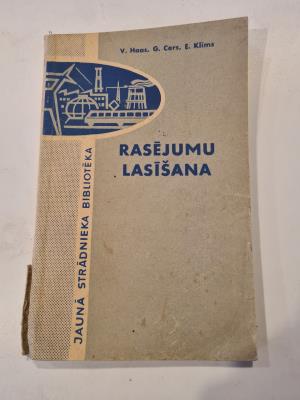 V. Haas, G. Cers, E. Klims
RASĒJUMU
LASĪŠANA
JAUNĀ STRĀDNIEKA BIBLIOTĒKA